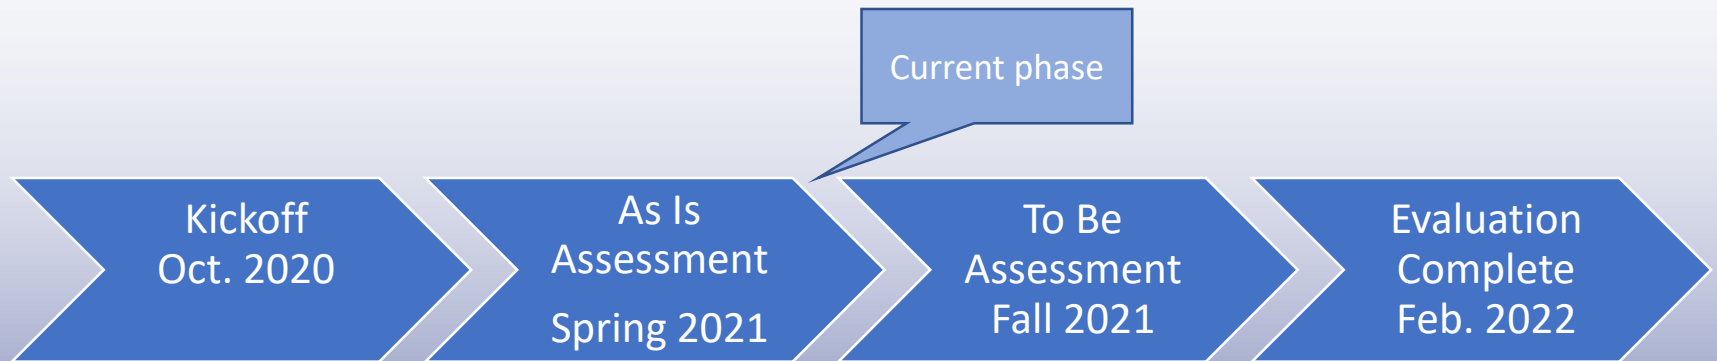 Current phase
Kickoff
Oct. 2020
As Is
Assessment
Spring 2021
To Be
Assessment
Fall 2021
Evaluation
Complete
Feb. 2022